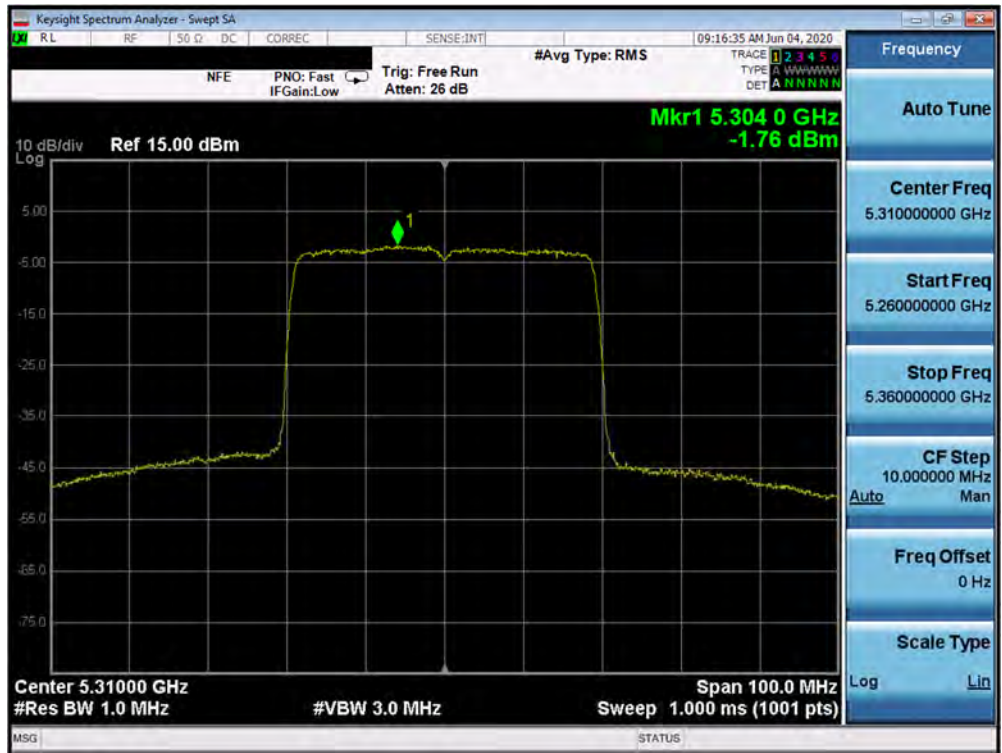 Keysight Spectrum Analyzer - Swept SA
LXI RL RF 50 Ω DC CORREC SENSE:INT 09:16:35 AM Jun 04, 2020
#Avg Type: RMS
TRACE 1 2 3 4 5 6
NFE PNO: Fast Trig: Free Run
TYPE A WWWWW
IFGain:Low Atten: 26 dB
DET A N N N N N
Mkr1 5.304 0 GHz
-1.76 dBm
10 dB/div Ref 15.00 dBm
Log
1
5.00
-5.00
-15.0
-25.0
-35.0
-45.0
-55.0
-65.0
-75.0
Center 5.31000 GHz Span 100.0 MHz
#Res BW 1.0 MHz #VBW 3.0 MHz Sweep 1.000 ms (1001 pts)
MSG STATUS
Frequency
Auto Tune
Center Freq
5.310000000 GHz
Start Freq
5.260000000 GHz
Stop Freq
5.360000000 GHz
CF Step
10.000000 MHz
Auto Man
Freq Offset
0 Hz
Scale Type
Log Lin